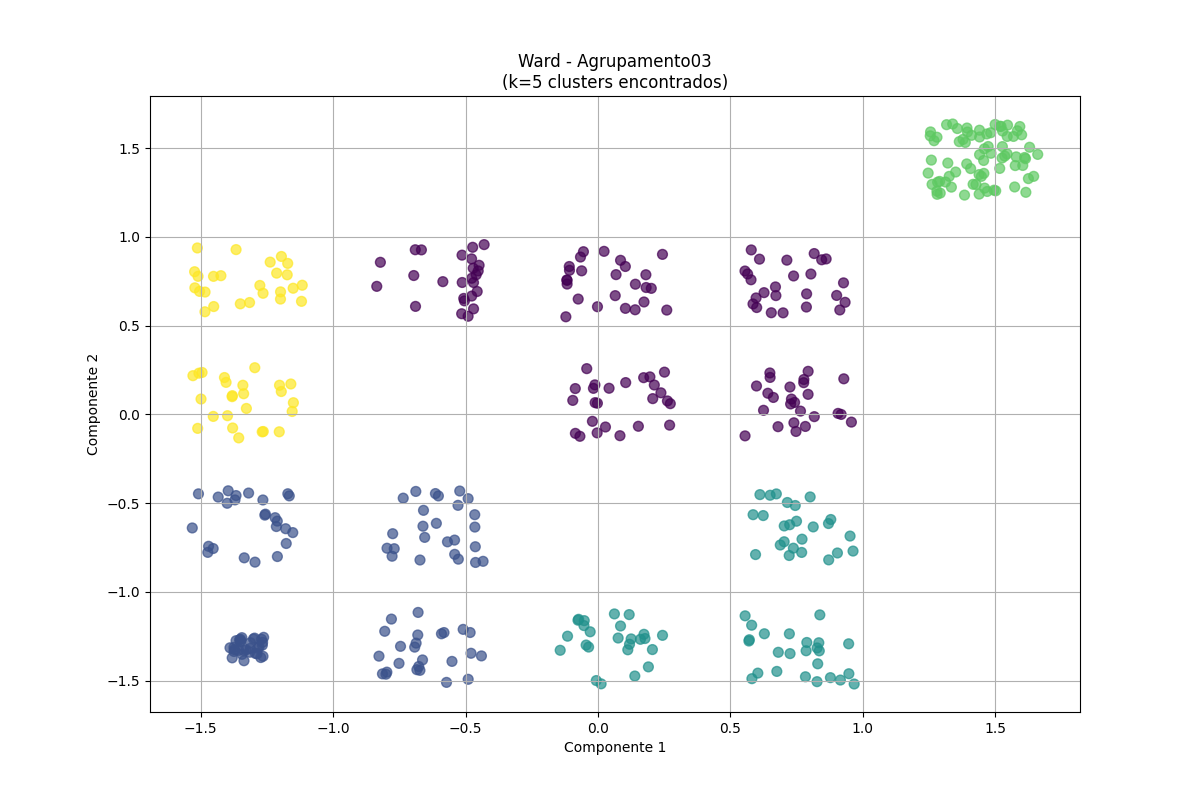 Ward - Agrupamento03
(k=5 clusters encontrados)
Componente 2
1.5
1.0
0.5
0.0
−0.5
−1.0
−1.5
−1.5 −1.0 −0.5 0.0 0.5 1.0 1.5
Componente 1